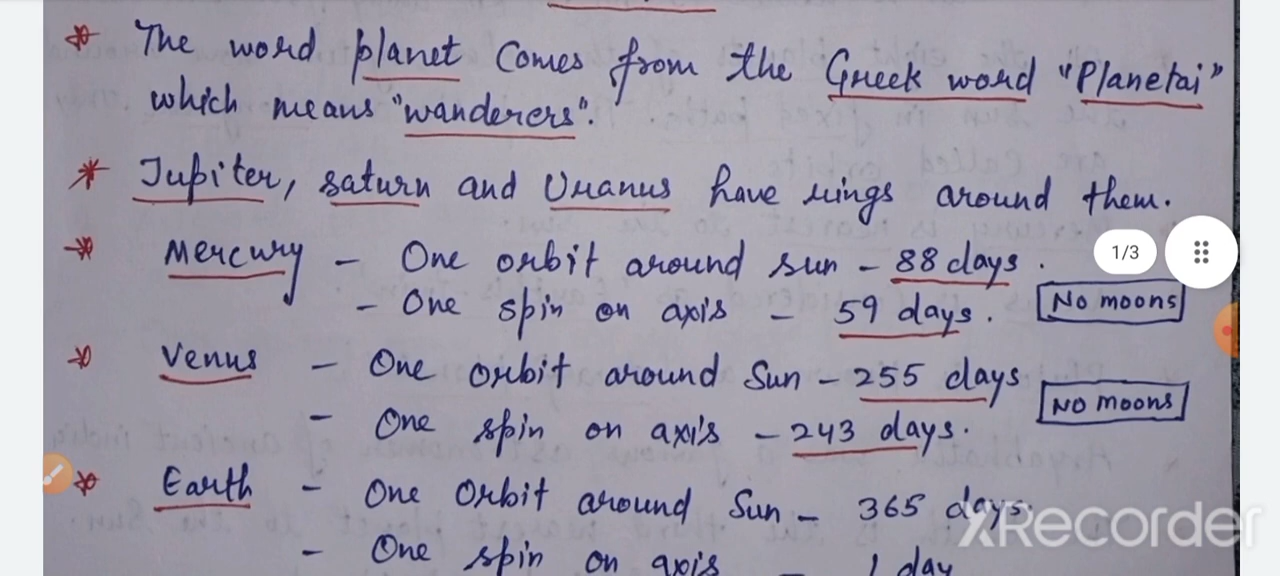 * The word planet comes from the Greek word "Planetai"
which means "wanderers".
* Jupiter, saturn and Uranus have rings around them.
* Mercury - One orbit around sun - 88 days.
1/3
- One spin on axis - 59 days.
No moons
* Venus - One orbit around Sun - 255 days
- One spin on axis - 243 days.
No moons
* Earth - One Orbit around Sun - 365 days.
- One spin on axis - 1 day
XRecorder